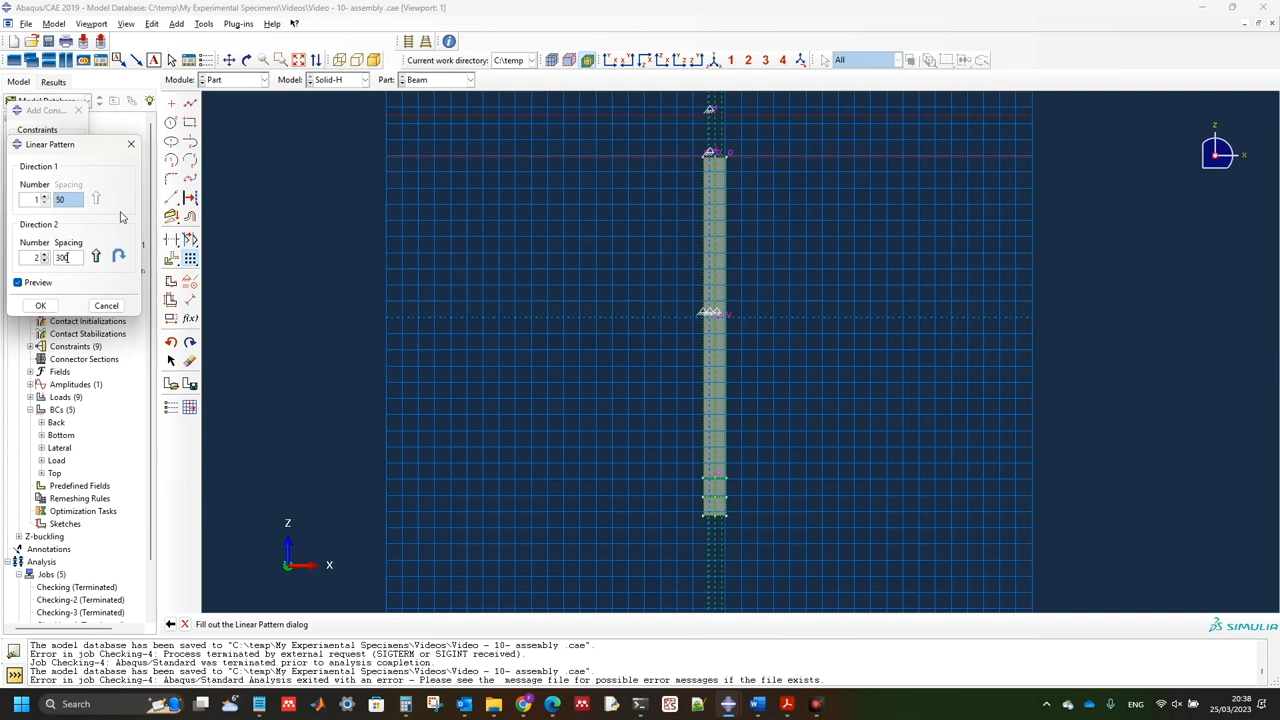 Abaqus/CAE 2019 - Model Database: C:\temp\My Experimental Specimens\Videos\Video - 10- assembly .cae [Viewport: 1]
File Model Viewport View Edit Add Tools Plug-ins Help
Current work directory: C:\temp
1 2 3 4
All
Model Results
Module: Part
Model: Solid-H
Part: Beam
Model Database
Add Cons...
Constraints
Linear Pattern
Direction 1
Number Spacing
1 50
Direction 2
Number Spacing
2 300
Preview
OK Cancel
Contact Initializations
Contact Stabilizations
Constraints (9)
Connector Sections
Fields
Amplitudes (1)
Loads (9)
BCs (5)
Back
Bottom
Lateral
Load
Top
Predefined Fields
Remeshing Rules
Optimization Tasks
Sketches
Z-buckling
Annotations
Analysis
Jobs (5)
Checking (Terminated)
Checking-2 (Terminated)
Checking-3 (Terminated)
f(x)
Z
X
Z
X
Fill out the Linear Pattern dialog
SIMULIA
The model database has been saved to "C:\temp\My Experimental Specimens\Videos\Video - 10- assembly .cae".
Error in job Checking-4: Process terminated by external request (SIGTERM or SIGINT received).
Job Checking-4: Abaqus/Standard was terminated prior to analysis completion.
The model database has been saved to "C:\temp\My Experimental Specimens\Videos\Video - 10- assembly .cae".
Error in job Checking-4: Abaqus/Standard Analysis exited with an error - Please see the message file for possible error messages if the file exists.
Search
20:38
25/03/2023